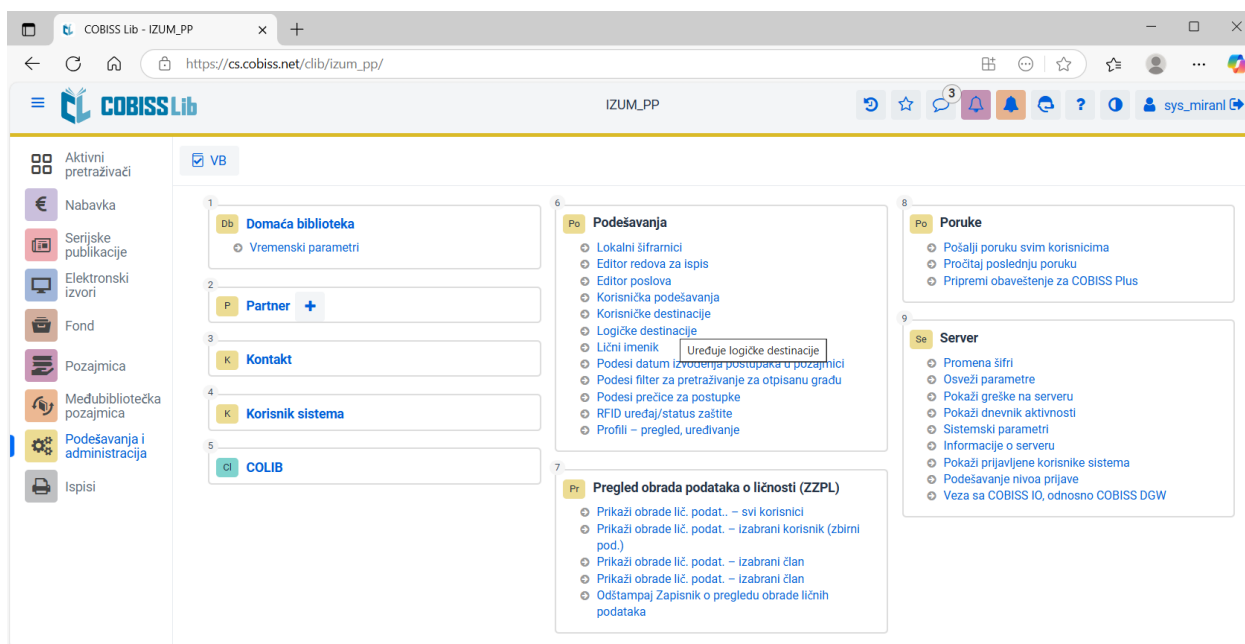 COBISS Lib - IZUM_PP
https://cs.cobiss.net/clib/izum_pp/
COBISS Lib
IZUM_PP
3
?
sys_miranl
Aktivni
pretraživači
Nabavka
Serijske
publikacije
Elektronski
izvori
Fond
Pozajmica
Međubibliotečka
pozajmica
Podešavanja i
administracija
Ispisi
VB
1
Db Domaća biblioteka
Vremenski parametri
2
P Partner +
3
K Kontakt
4
K Korisnik sistema
5
Cl COLIB
6
Po Podešavanja
Lokalni šifrarnici
Editor redova za ispis
Editor poslova
Korisnička podešavanja
Korisničke destinacije
Logičke destinacije
Lični imenik
Uređuje logičke destinacije
Podesi datum izvođenja postupaka u pozajmici
Podesi filter za pretraživanje za otpisanu građu
Podesi prečice za postupke
RFID uređaj/status zaštite
Profili – pregled, uređivanje
7
Pr Pregled obrada podataka o ličnosti (ZZPL)
Prikaži obrade lič. podat.. – svi korisnici
Prikaži obrade lič. podat. – izabrani korisnik (zbirni
pod.)
Prikaži obrade lič. podat. – izabrani član
Prikaži obrade lič. podat. – izabrani član
Odštampaj Zapisnik o pregledu obrade ličnih
podataka
8
Po Poruke
Pošalji poruku svim korisnicima
Pročitaj poslednju poruku
Pripremi obaveštenje za COBISS Plus
9
Se Server
Promena šifri
Osveži parametre
Pokaži greške na serveru
Pokaži dnevnik aktivnosti
Sistemski parametri
Informacije o serveru
Pokaži prijavljene korisnike sistema
Podešavanje nivoa prijave
Veza sa COBISS IO, odnosno COBISS DGW